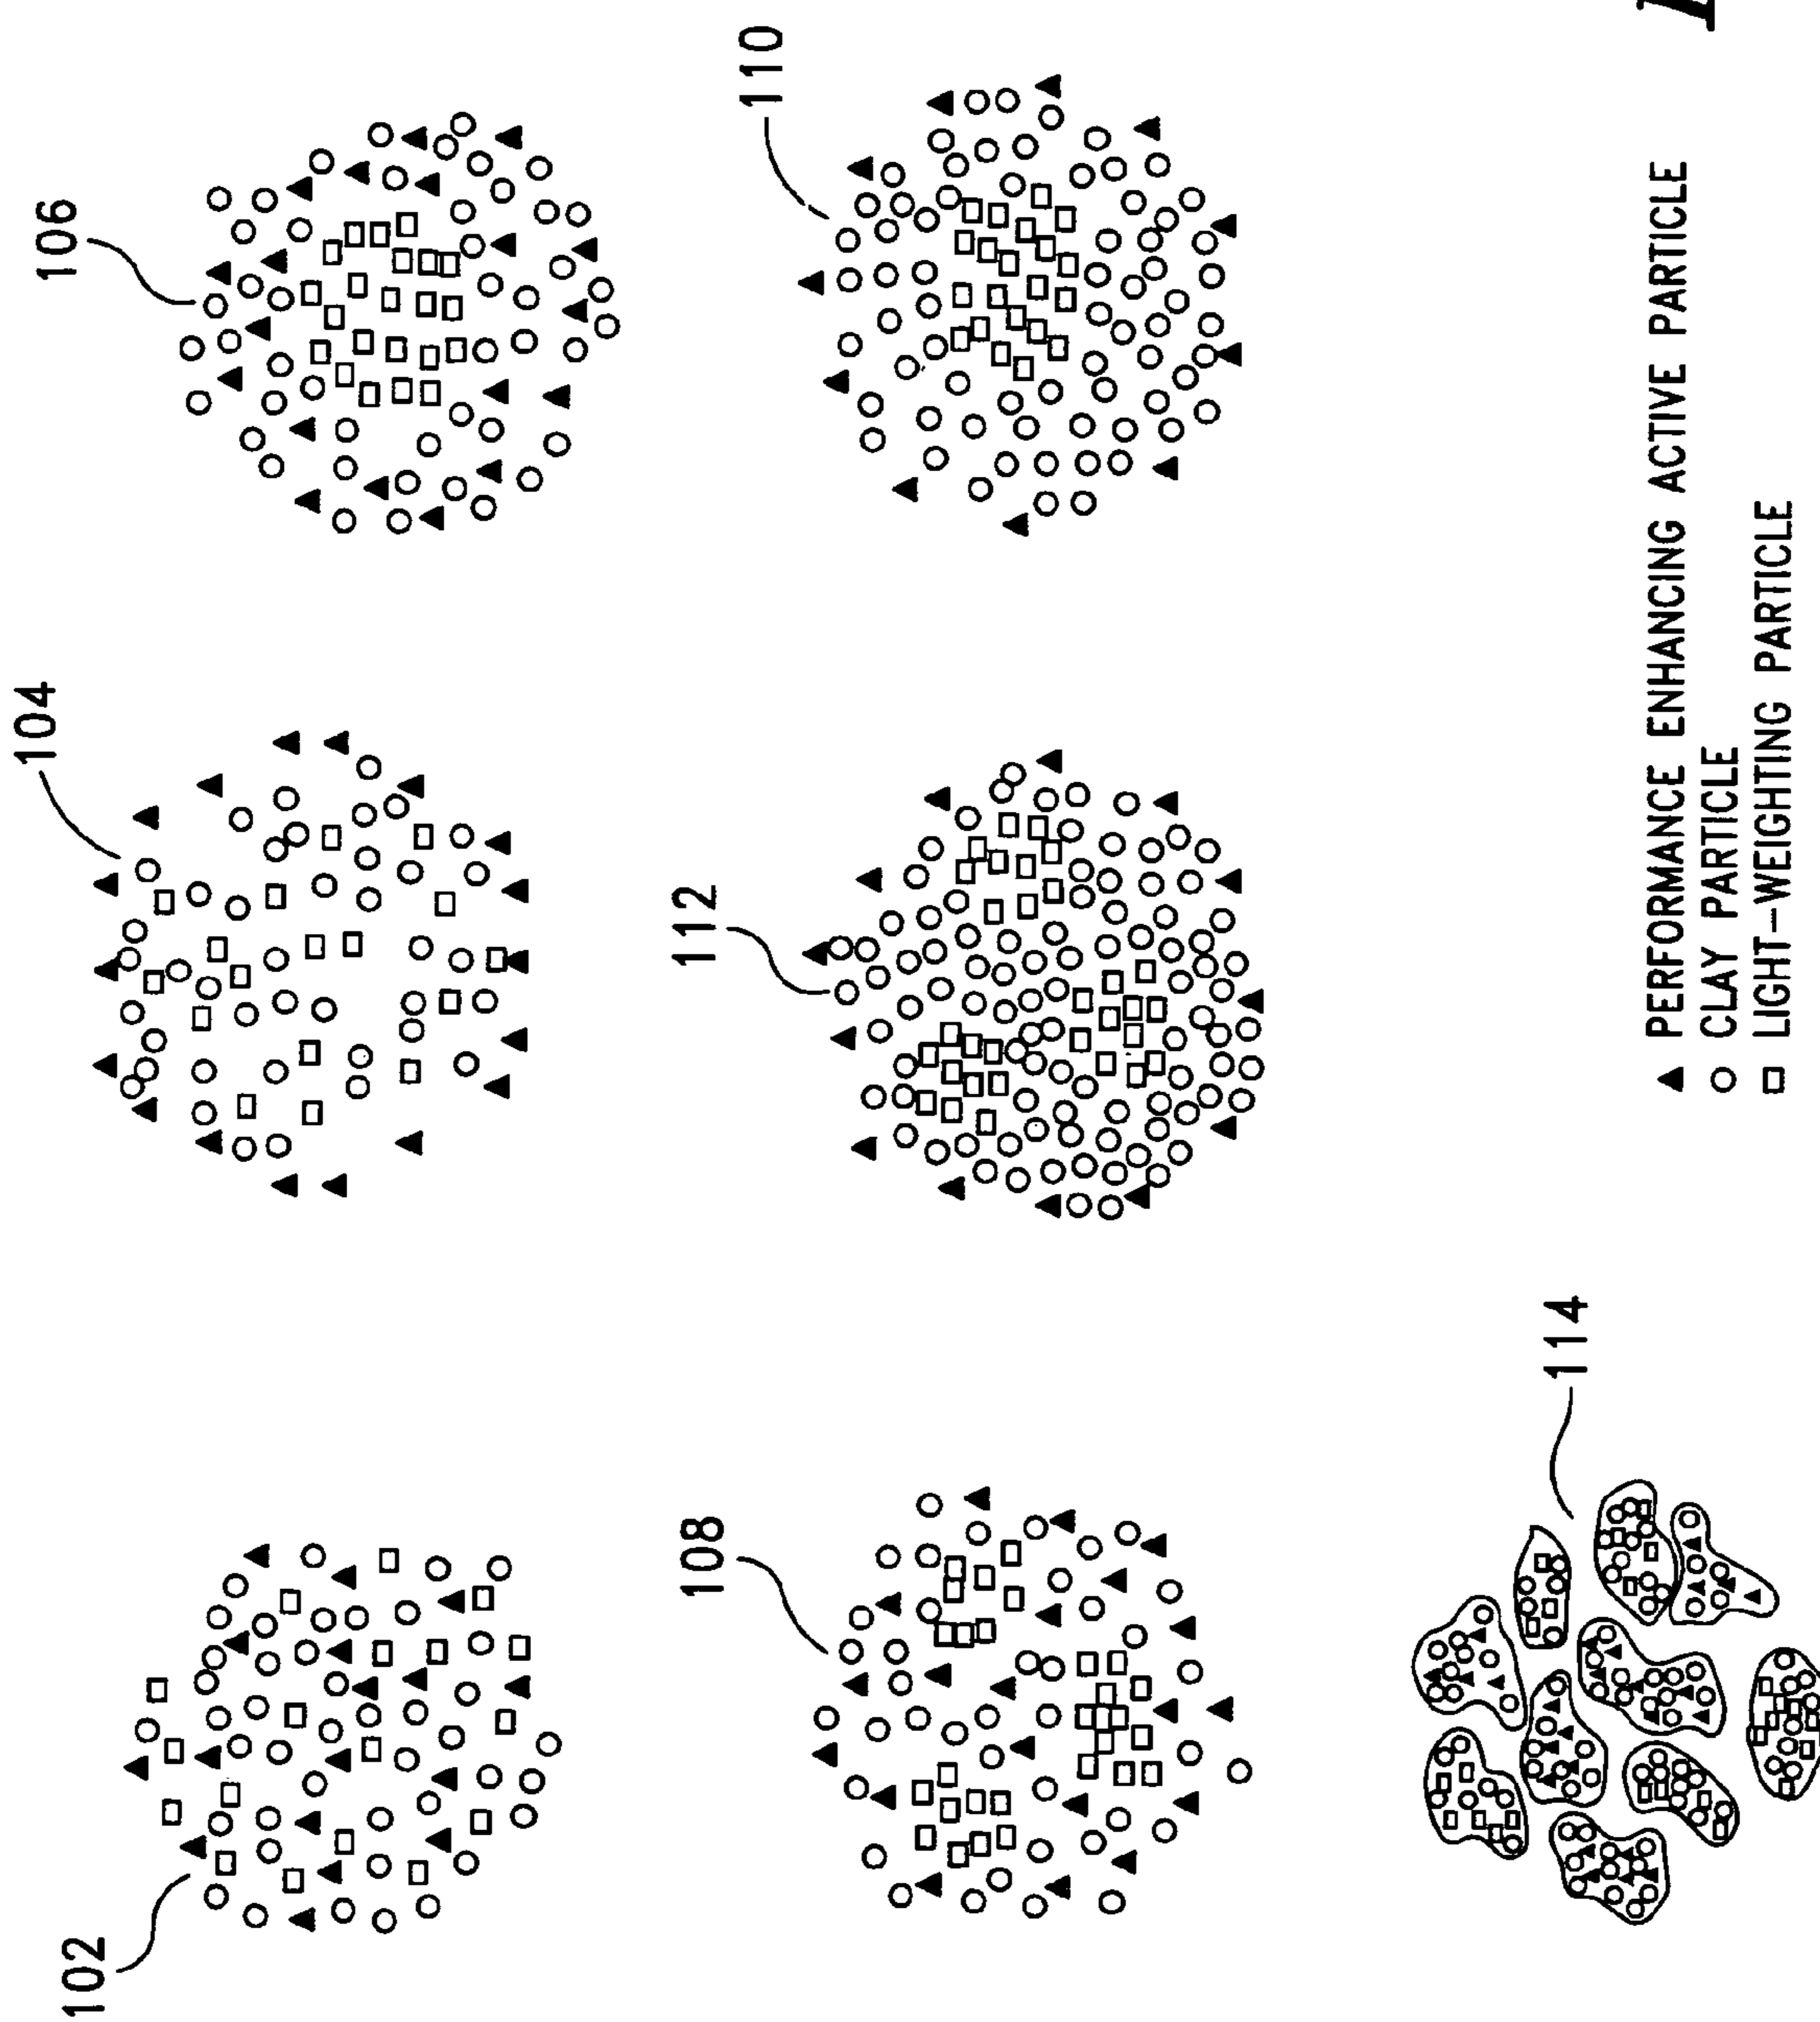 102
104
106
108
112
110
114
▲ PERFORMANCE ENHANCING ACTIVE PARTICLE
○ CLAY PARTICLE
□ LIGHT-WEIGHTING PARTICLE